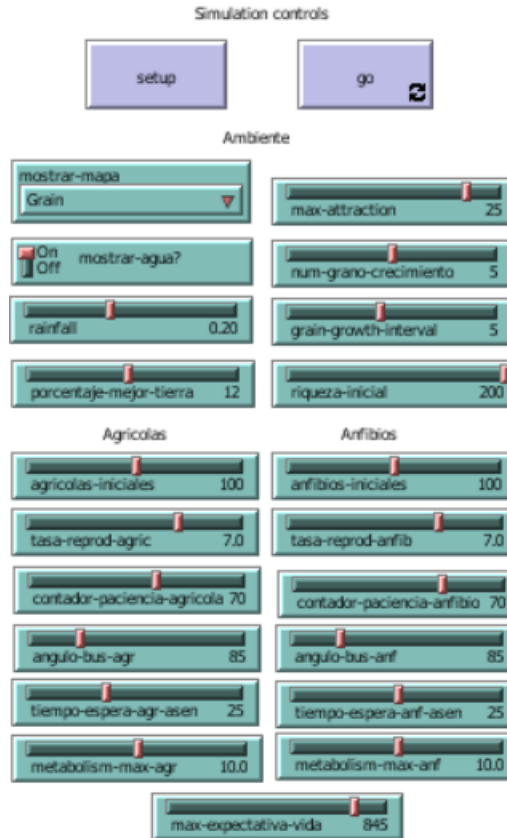 Simulation controls
setup
go
Ambiente
mostrar-mapa
Grain
max-attraction 25
On
Off
mostrar-agua?
num-grano-crecimiento 5
rainfall 0.20
grain-growth-interval 5
porcentaje-mejor-tierra 12
riqueza-inicial 200
Agrícolas
Anfibios
agricolas-iniciales 100
anfibios-iniciales 100
tasa-reprod-agric 7.0
tasa-reprod-anfib 7.0
contador-paciencia-agricola 70
contador-paciencia-anfibio 70
angulo-bus-agr 85
angulo-bus-anf 85
tiempo-espera-agr-asen 25
tiempo-espera-anf-asen 25
metabolism-max-agr 10.0
metabolism-max-anf 10.0
max-expectativa-vida 845